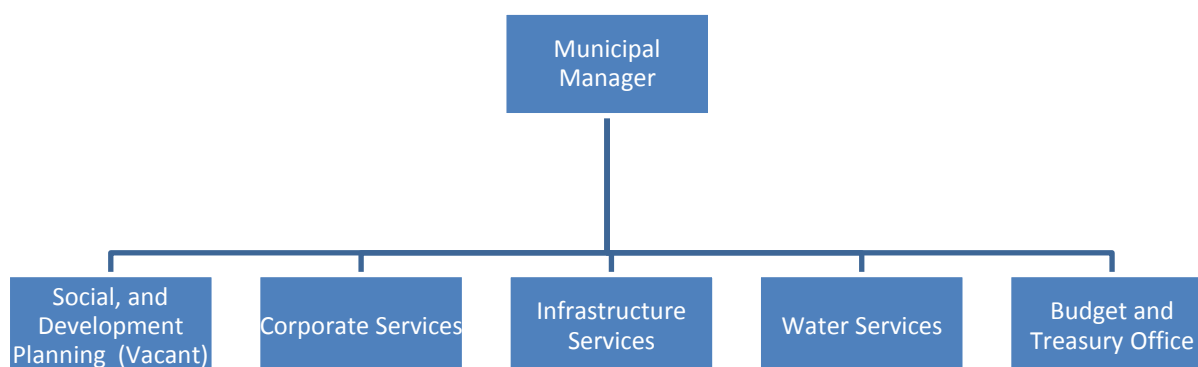 Municipal
Manager
Social, and
Development
Planning  (Vacant)
Corporate Services
Infrastructure
Services
Water Services
Budget and
Treasury Office